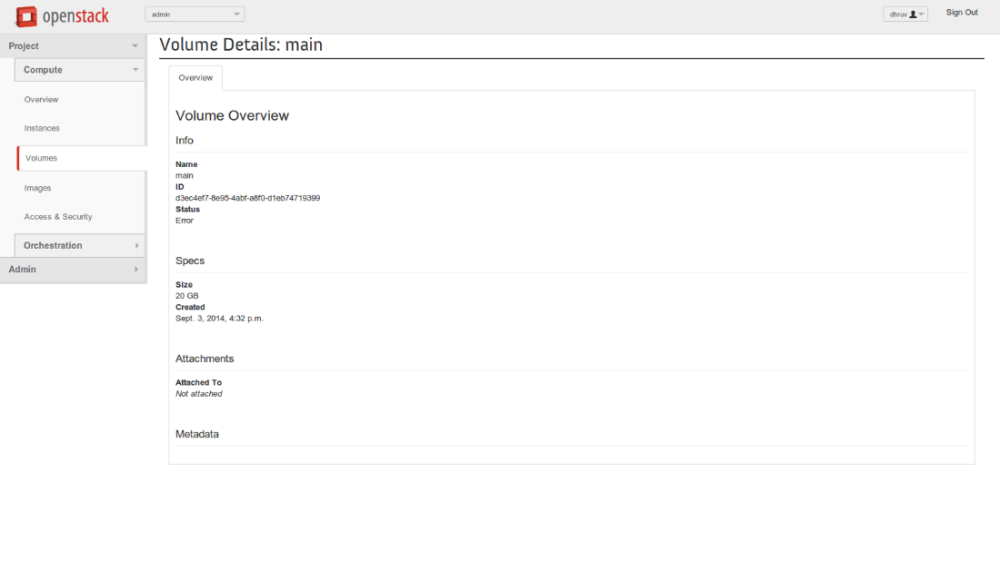 openstack
admin
dhruv
Sign Out
Project
Compute
Overview
Instances
Volumes
Images
Access & Security
Orchestration
Admin
Volume Details: main
Overview
Volume Overview
Info
Name
main
ID
d3ec4ef7-8e95-4abf-a8f0-d1eb74719399
Status
Error
Specs
Size
20 GB
Created
Sept. 3, 2014, 4:32 p.m.
Attachments
Attached To
Not attached
Metadata